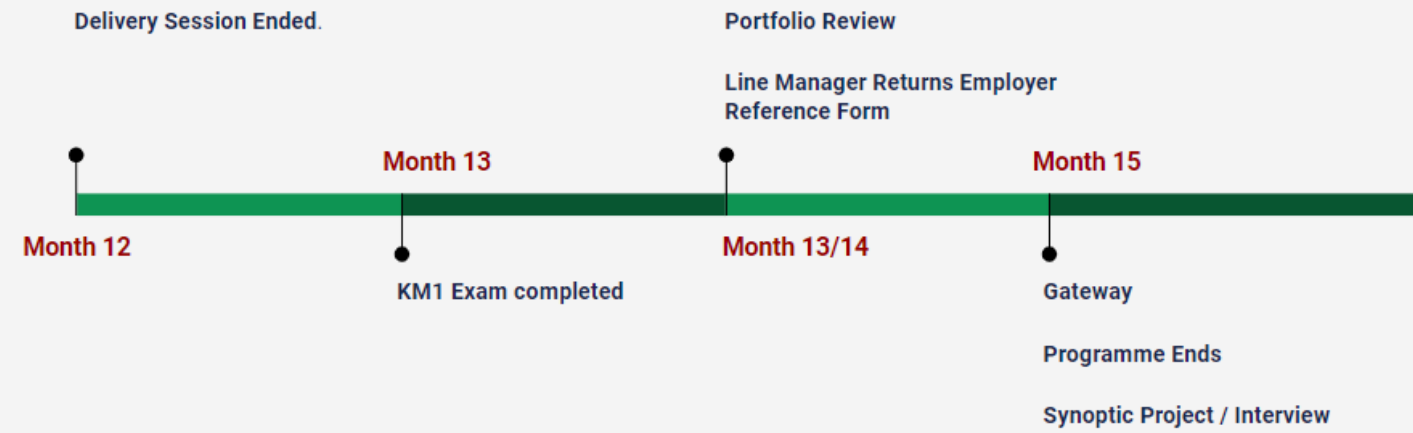 Delivery Session Ended.
Portfolio Review
Line Manager Returns Employer
Reference Form
Month 13
Month 15
Month 12
Month 13/14
KM1 Exam completed
Gateway
Programme Ends
Synoptic Project / Interview